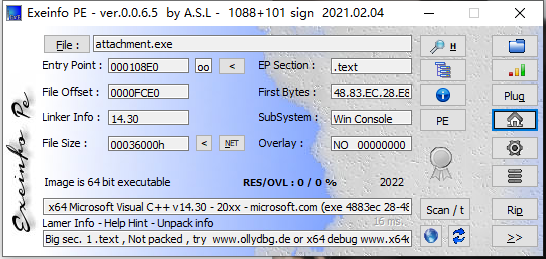 Exeinfo PE - ver.0.0.6.5 by A.S.L - 1088+101 sign 2021.02.04
File : attachment.exe H
Entry Point : 000108E0 oo < EP Section : .text
File Offset : 0000FCE0 First Bytes : 48.83.EC.28.E8 Plug
Linker Info : 14.30 SubSystem : Win Console PE
File Size : 00036000h < NET Overlay : NO 00000000
Image is 64 bit executable RES/OVL : 0 / 0 % 2022
x64 Microsoft Visual C++ v14.30 - 20xx - microsoft.com (exe 4883ec 28-48 Scan / t Rip
Lamer Info - Help Hint - Unpack info 16 ms.
Big sec. 1 .text , Not packed , try www.ollydbg.de or x64 debug www.x64 >>
Exeinfo Pe